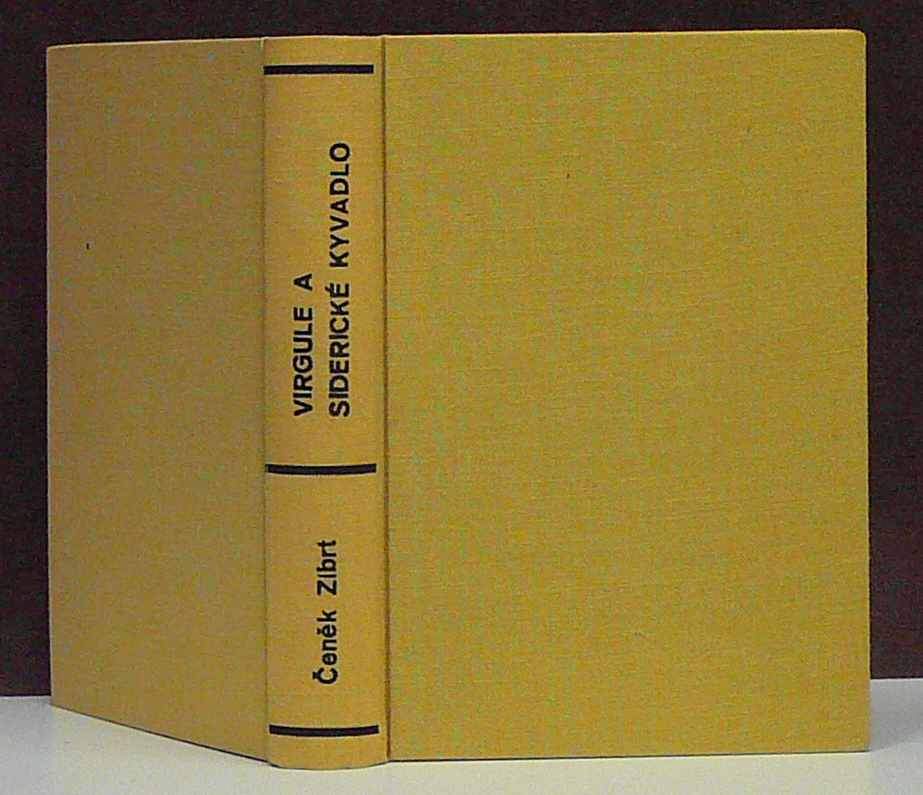 VIRGULE A
SIDERICKÉ KYVADLO
Čeněk Zlbrt